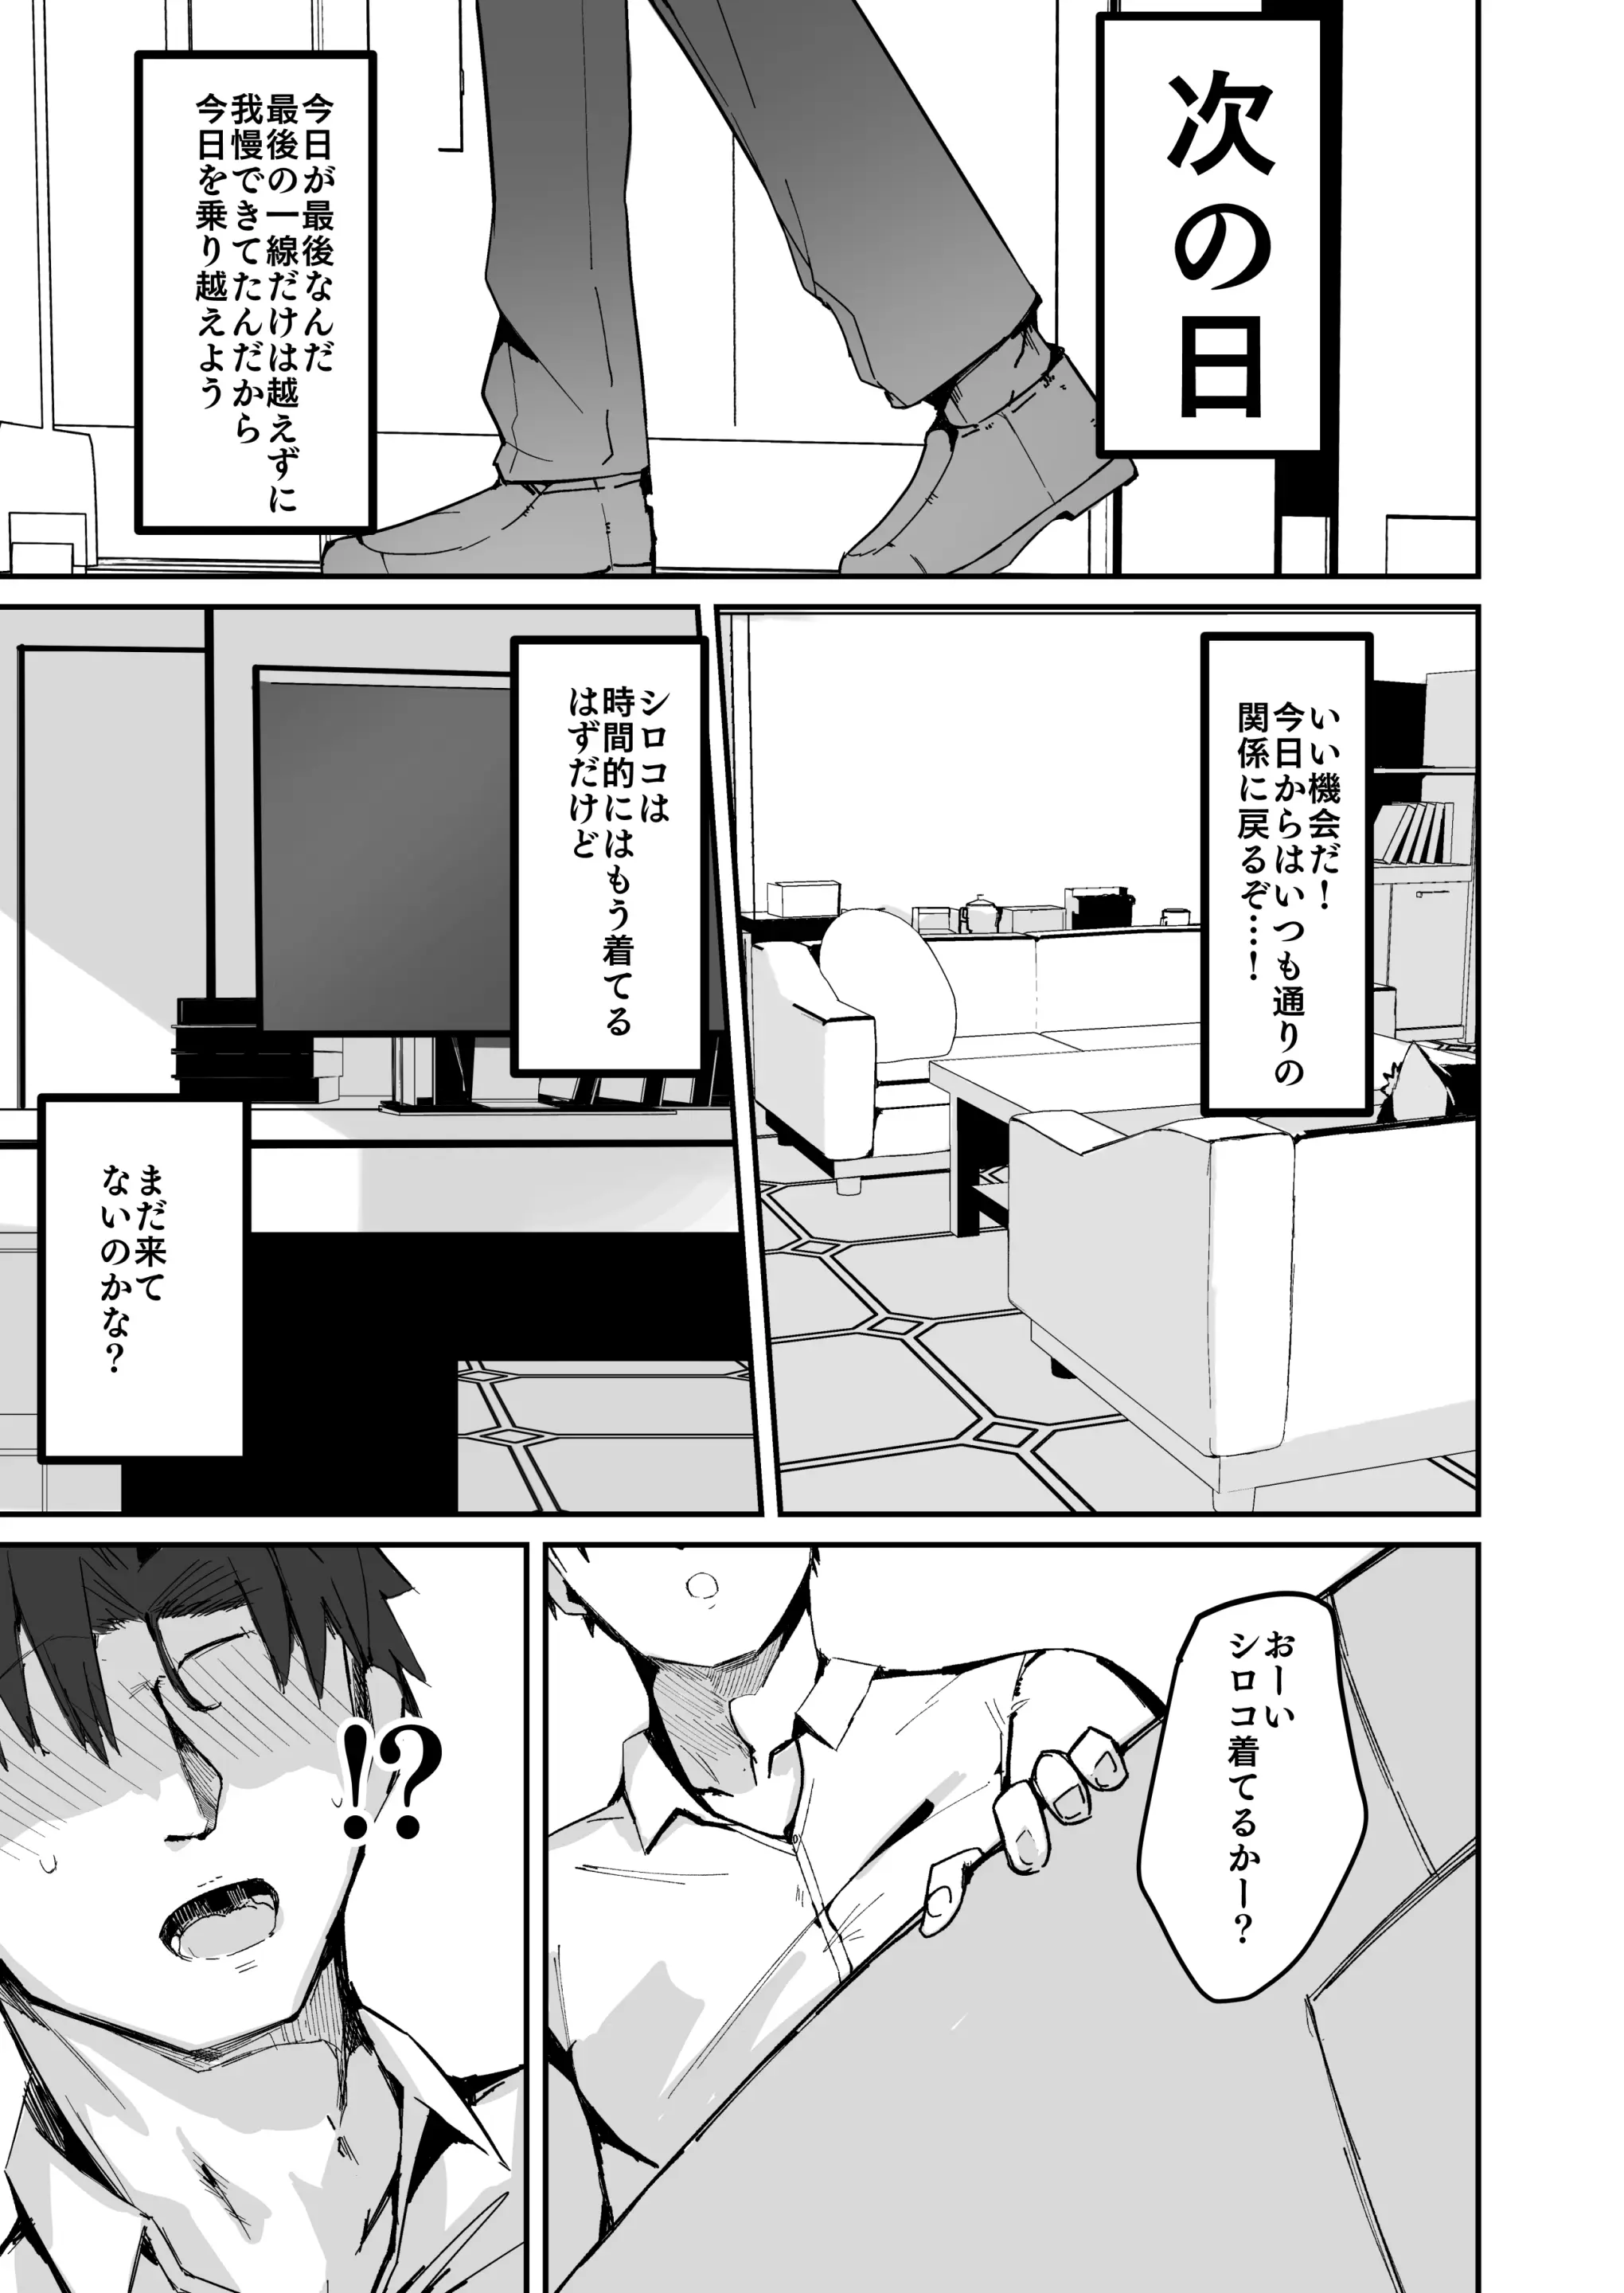 次の日
今日が最後なんだ
最後の一線だけは越えずに
我慢できてたんだから
今日を乗り越えよう
いい機会だ！
今日からはいつも通りの
関係に戻るぞ…！
シロコは
時間的にはもう着てる
はずだけど
まだ来て
ないのかな？
おーい
シロコ着てるかー？
!?